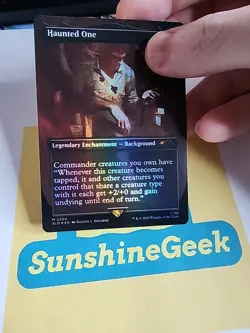 Haunted One
Legendary Enchantment — Background
Commander creatures you own have
"Whenever this creature becomes
tapped, it and other creatures you
control that share a creature type
with it each get +2/+0 and gain
undying until end of turn."
SunshineGeek